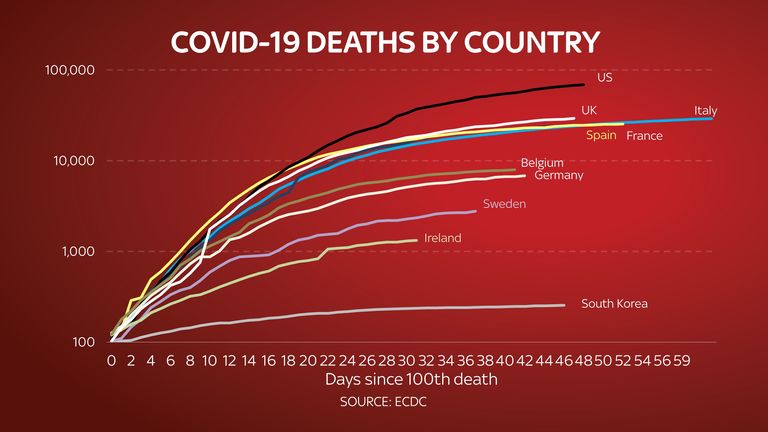 COVID-19 DEATHS BY COUNTRY
100,000
US
UK
Italy
Spain
France
10,000
Belgium
Germany
Sweden
Ireland
1,000
South Korea
100
0 2 4 6 8 10 12 14 16 18 20 22 24 26 28 30 32 34 36 38 40 42 44 46 48 50 52 54 56 59
Days since 100th death
SOURCE: ECDC